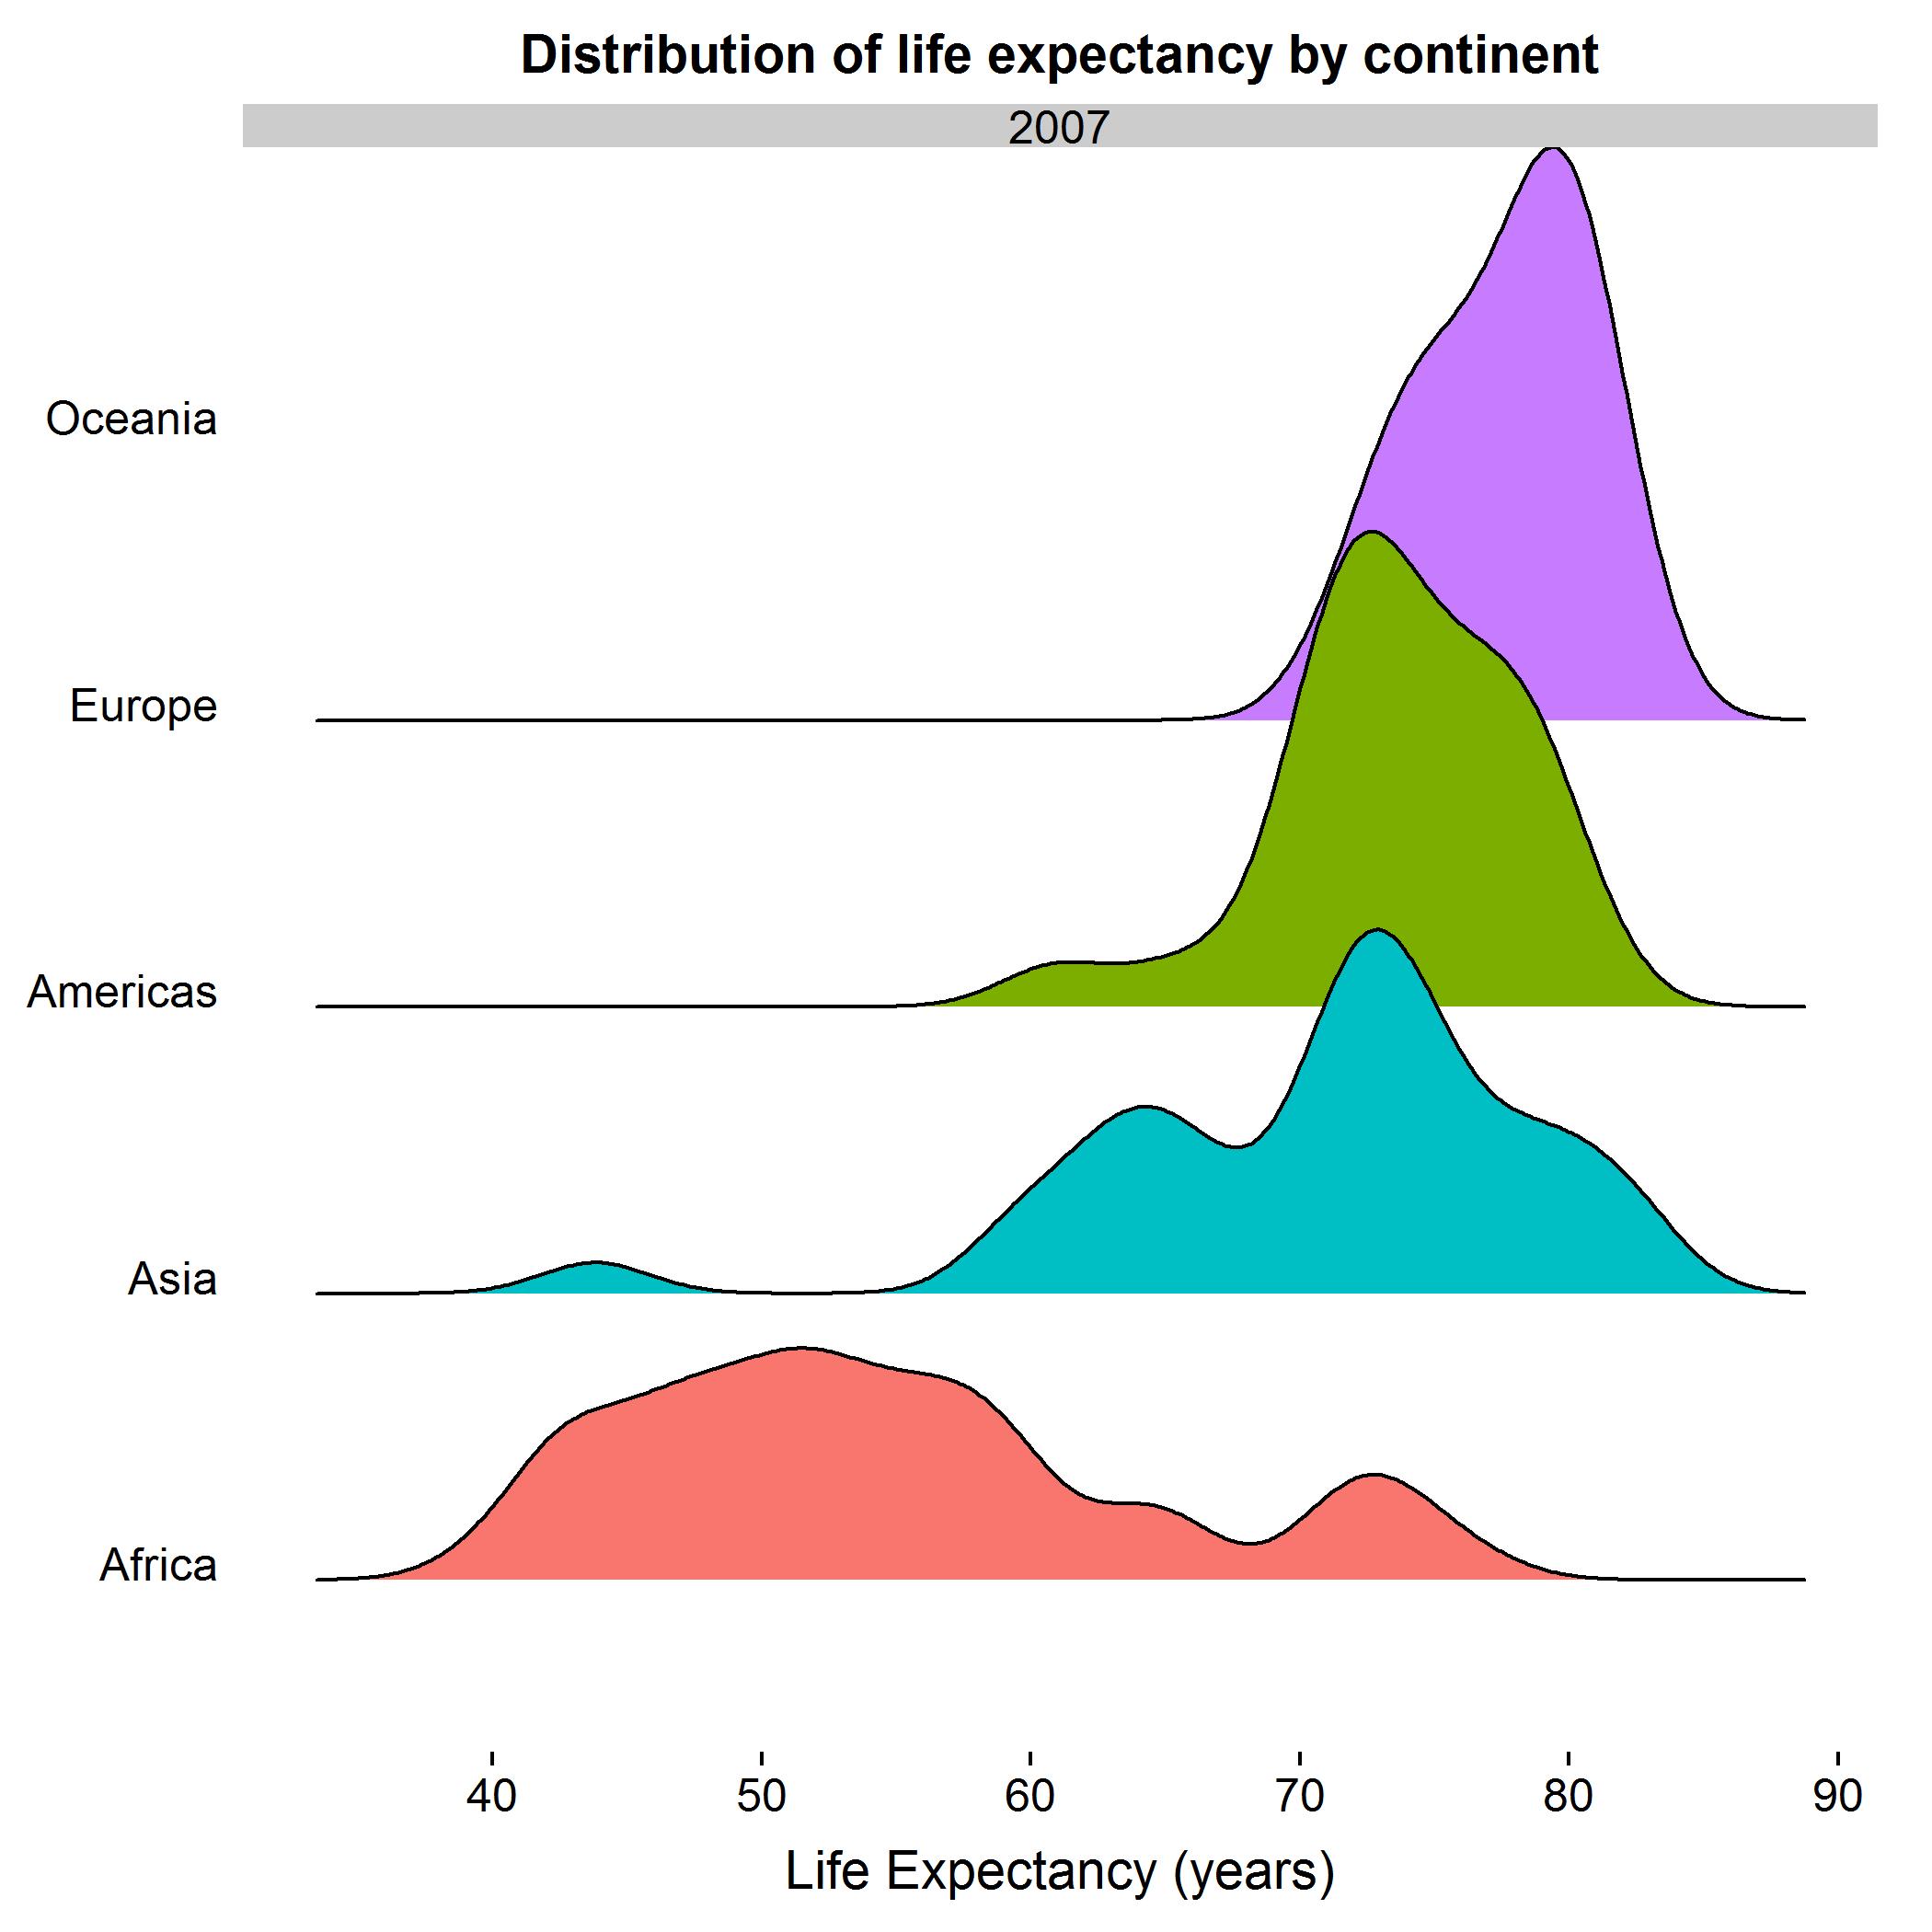 Distribution of life expectancy by continent
2007
Oceania
Europe
Americas
Asia
Africa
40 50 60 70 80 90
Life Expectancy (years)